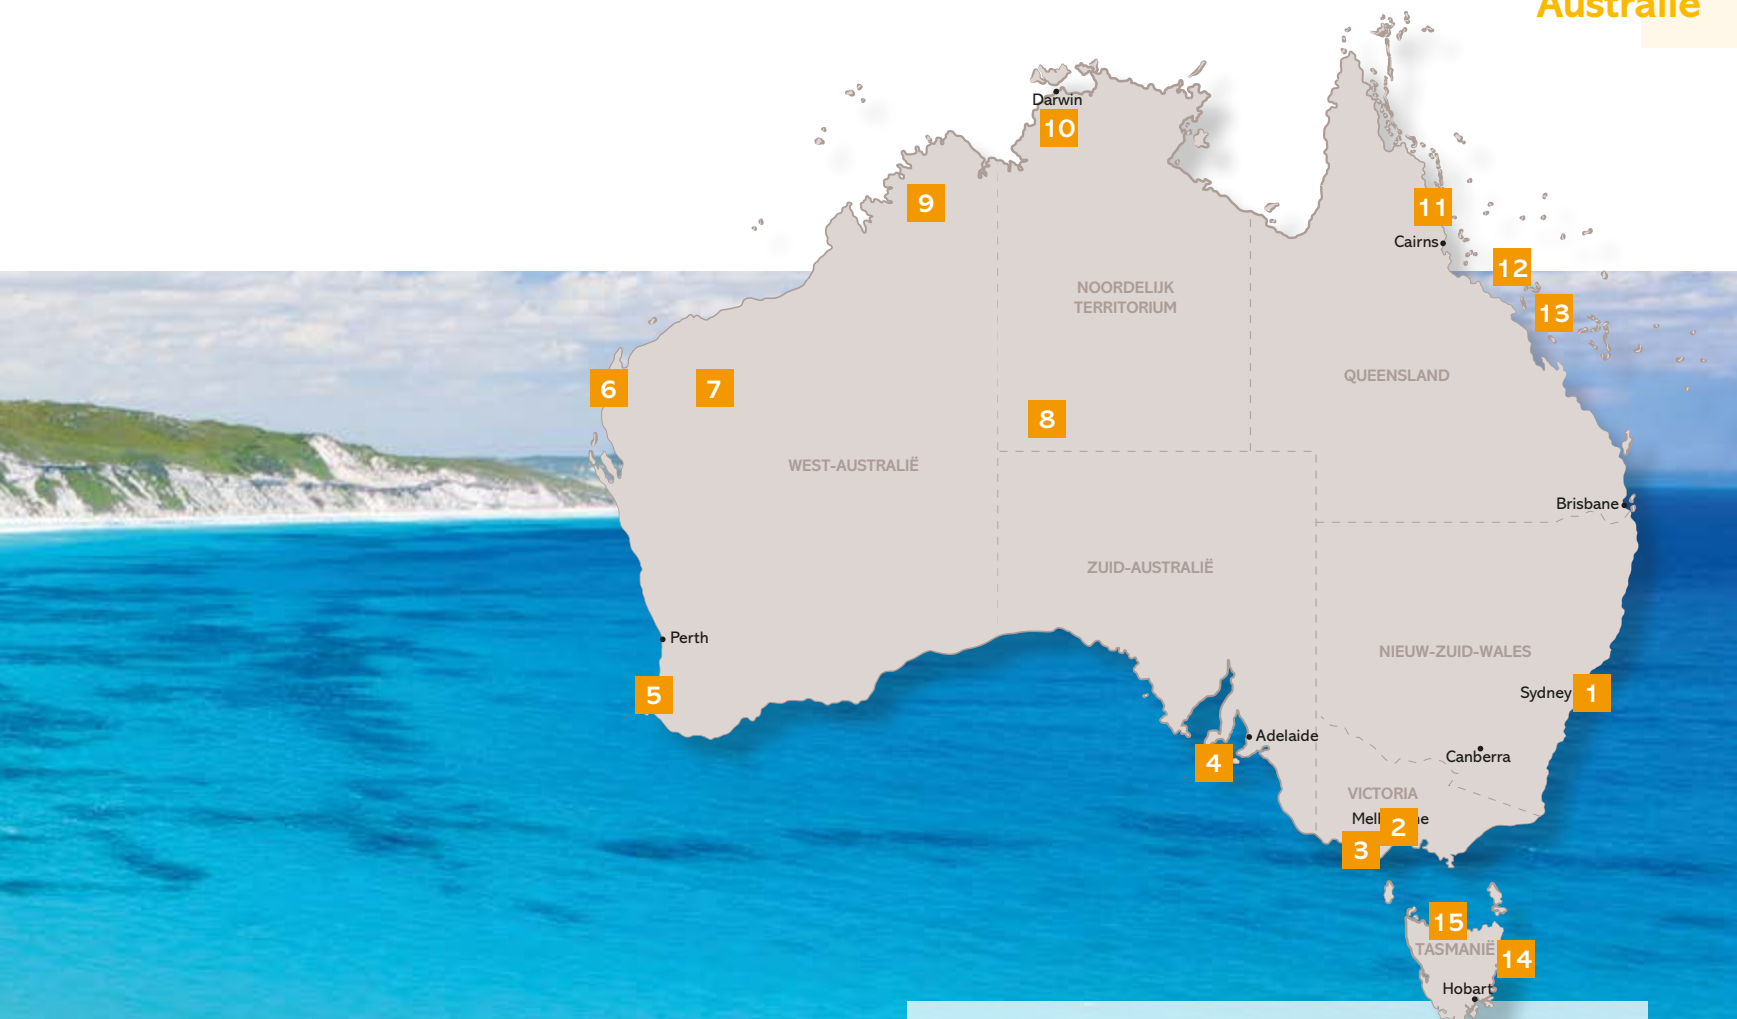 Australië
Darwin
10
9
11
Cairns
12
NOORDELIJK
TERRITORIUM
13
QUEENSLAND
6
7
8
WEST-AUSTRALIË
Brisbane
ZUID-AUSTRALIË
Perth
NIEUW-ZUID-WALES
5
Sydney
1
Adelaide
Canberra
4
VICTORIA
2
3
15
TASMANIË
14
Hobart